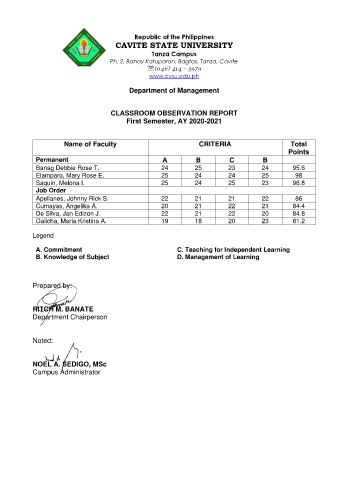 Republic of the Philippines
CAVITE STATE UNIVERSITY
Tanza Campus
Ph. 2, Bahay Katuparan, Bagtas, Tanza, Cavite
☏(046) 414 – 3979
www.cvsu.edu.ph
Department of Management
CLASSROOM OBSERVATION REPORT
First Semester, AY 2020-2021
Name of Faculty CRITERIA Total Points
Permanent A B C B
Banag Debbie Rose T. 24 25 23 24 95.6
Elamparo, Mary Rose E. 25 24 24 25 98
Saquin, Melona I. 25 24 25 23 96.8
Job Order
Apellanes, Johnny Rick S. 22 21 21 22 86
Cumayas, Angelika A. 20 21 22 21 84.4
De Silva, Jan Edizon J. 22 21 22 20 84.8
Galicha, Maria Kristina A. 19 18 20 23 81.2
Legend
A. Commitment C. Teaching for Independent Learning
B. Knowledge of Subject D. Management of Learning
Prepared by:
RITCH M. BANATE
Department Chairperson
Noted:
NOEL A. SEDIGO, MSc
Campus Administrator